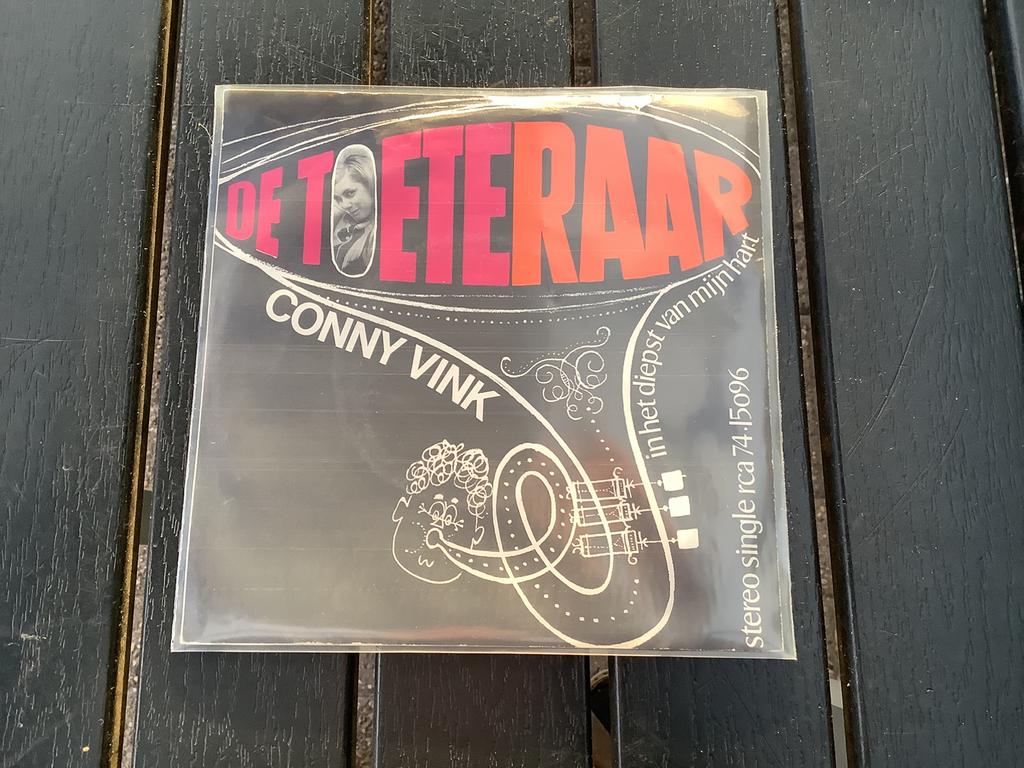 DE TOETERAAR
CONNY VINK
in het diepst van mijn hart
stereo single rca 74 15096